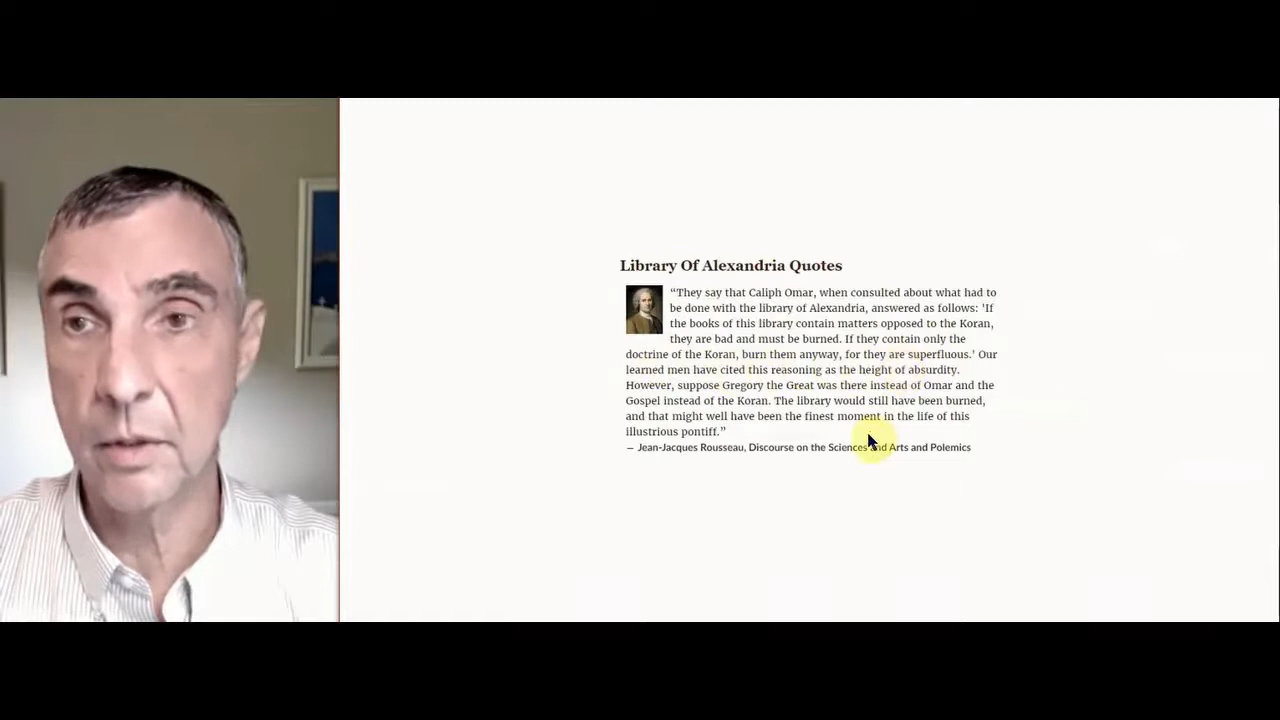 Library Of Alexandria Quotes
“They say that Caliph Omar, when consulted about what had to
be done with the library of Alexandria, answered as follows: 'If
the books of this library contain matters opposed to the Koran,
they are bad and must be burned. If they contain only the
doctrine of the Koran, burn them anyway, for they are superfluous.' Our
learned men have cited this reasoning as the height of absurdity.
However, suppose Gregory the Great was there instead of Omar and the
Gospel instead of the Koran. The library would still have been burned,
and that might well have been the finest moment in the life of this
illustrious pontiff.”
— Jean-Jacques Rousseau, Discourse on the Sciences and Arts and Polemics